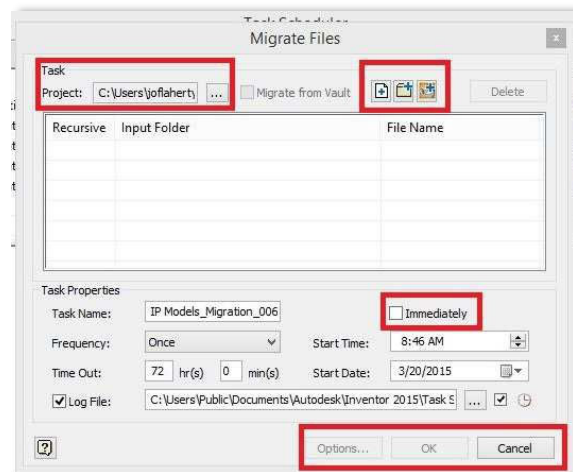 Task Scheduler
Migrate Files
x
Task
Project: C:\Users\joflaherty ... Migrate from Vault Delete
Recursive Input Folder File Name
Task Properties
Task Name: IP Models_Migration_006 Immediately
Frequency: Once Start Time: 8:46 AM
Time Out: 72 hr(s) 0 min(s) Start Date: 3/20/2015
Log File: C:\Users\Public\Documents\Autodesk\Inventor 2015\Task S ...
? Options... OK Cancel